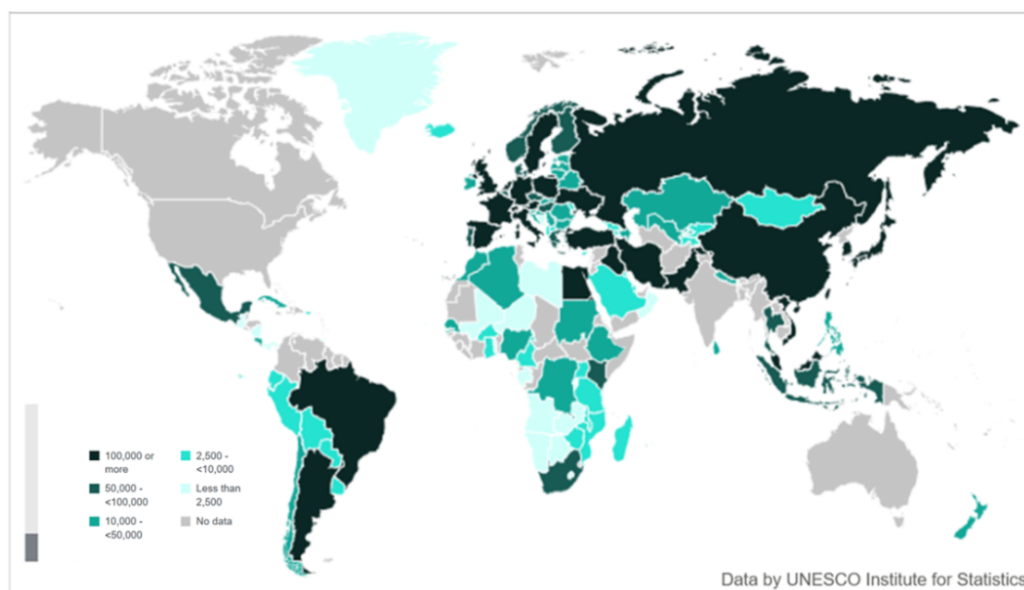 100,000 or
more
50,000 -
<100,000
10,000 -
<50,000
2,500 -
<10,000
Less than
2,500
No data
Data by UNESCO Institute for Statistics